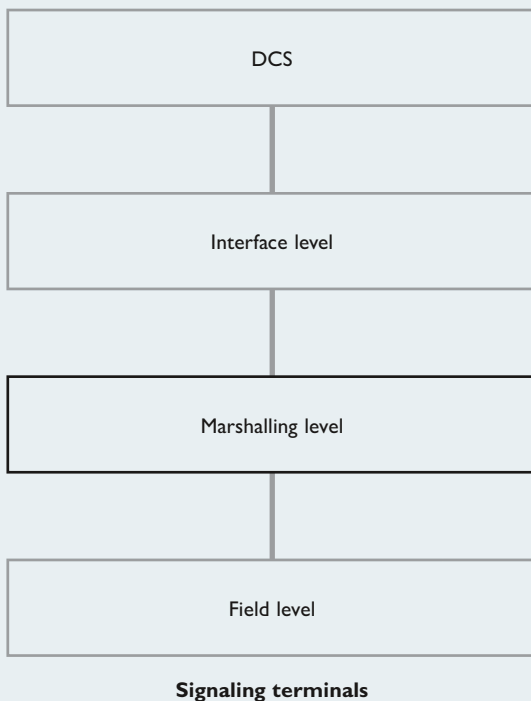 DCS
Interface level
Marshalling level
Field level
Signaling terminals